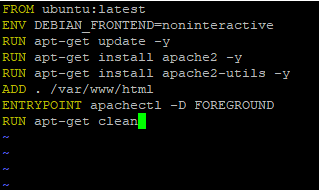 FROM ubuntu:latest
ENV DEBIAN_FRONTEND=noninteractive
RUN apt-get update -y
RUN apt-get install apache2 -y
RUN apt-get install apache2-utils -y
ADD . /var/www/html
ENTRYPOINT apachectl -D FOREGROUND
RUN apt-get clean
~
~
~
~